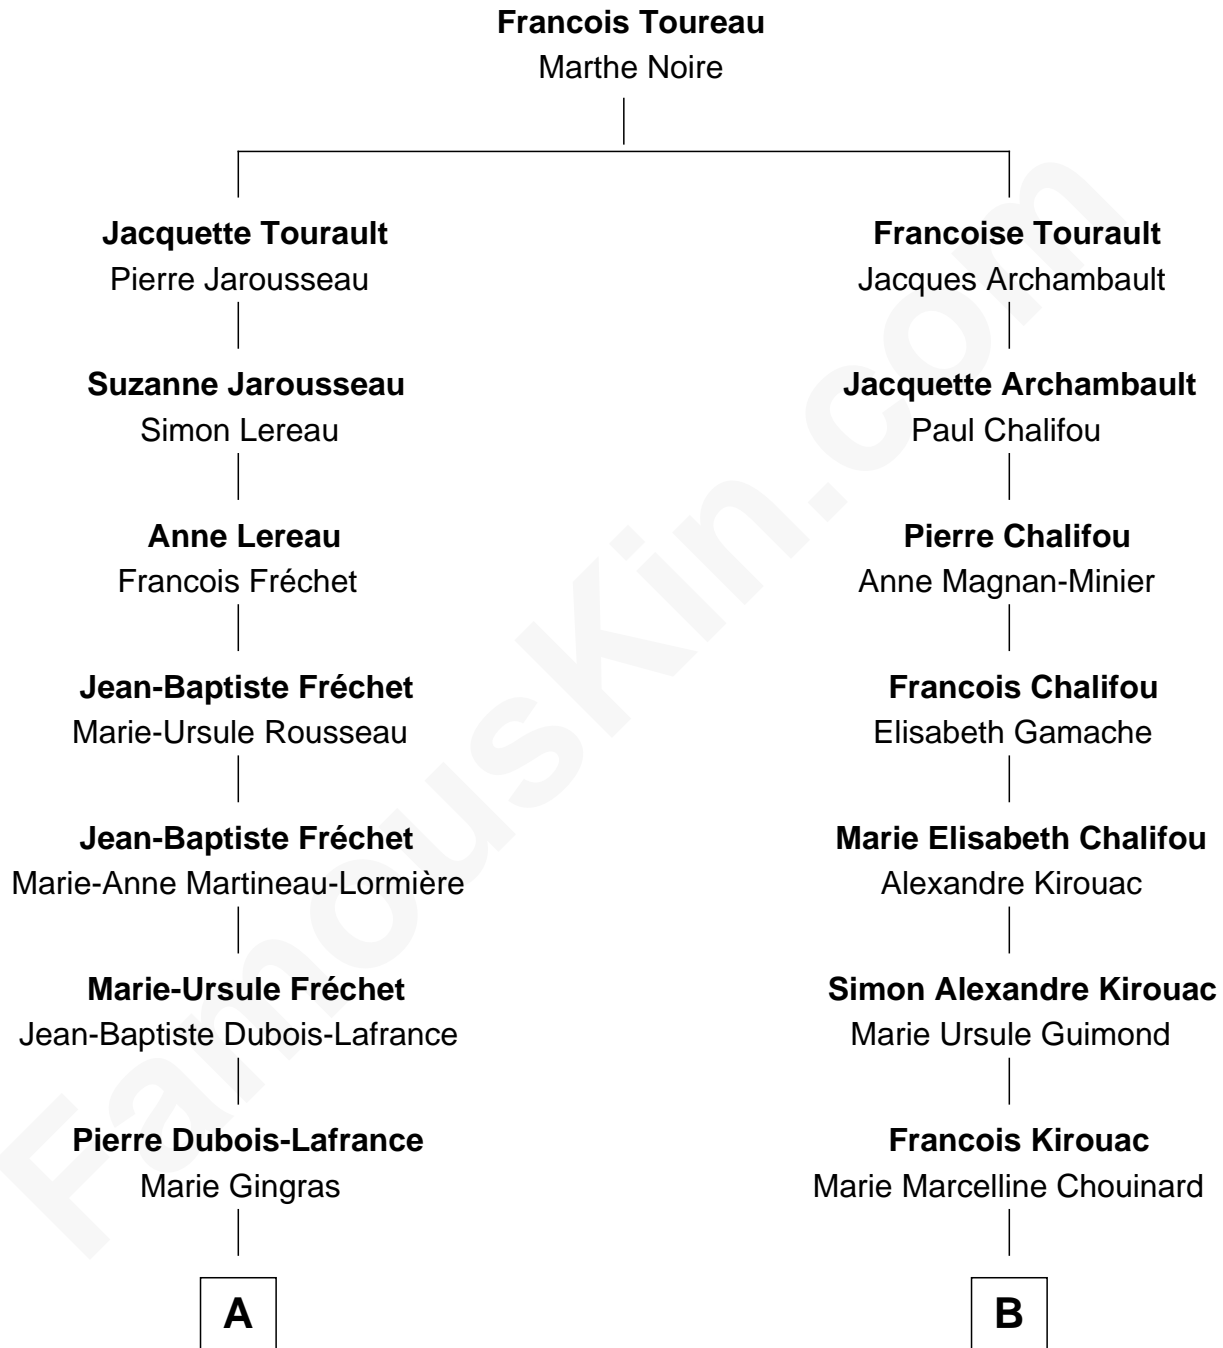 Francois Toureau
Marthe Noire
Jacquette Tourault
Pierre Jarousseau
Francoise Tourault
Jacques Archambault
Suzanne Jarousseau
Simon Lereau
Jacquette Archambault
Paul Chalifou
Anne Lereau
Francois Fréchet
Pierre Chalifou
Anne Magnan-Minier
Jean-Baptiste Fréchet
Marie-Ursule Rousseau
Francois Chalifou
Elisabeth Gamache
Jean-Baptiste Fréchet
Marie-Anne Martineau-Lormière
Marie Elisabeth Chalifou
Alexandre Kirouac
Marie-Ursule Fréchet
Jean-Baptiste Dubois-Lafrance
Simon Alexandre Kirouac
Marie Ursule Guimond
Pierre Dubois-Lafrance
Marie Gingras
Francois Kirouac
Marie Marcelline Chouinard
A
B
FamousKin.com